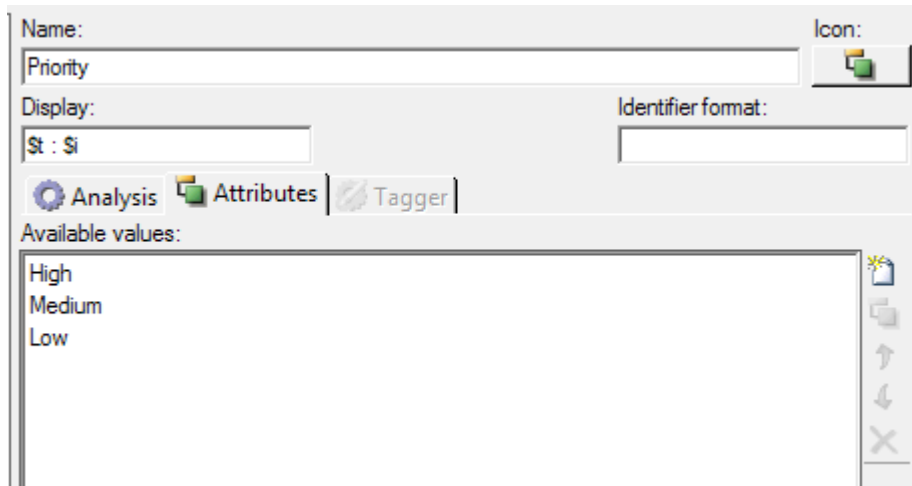 Name: Icon:
Priority
Display: Identifier format:
$t : $i
Analysis Attributes Tagger
Available values:
High
Medium
Low